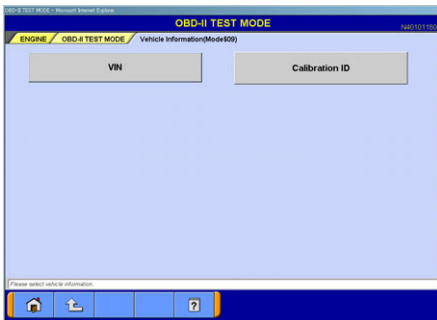 OBD-II TEST MODE - Microsoft Internet Explorer
OBD-II TEST MODE
N40101160
ENGINE OBD-II TEST MODE Vehicle Information(Mode$09)
VIN Calibration ID
Please select vehicle information.
?